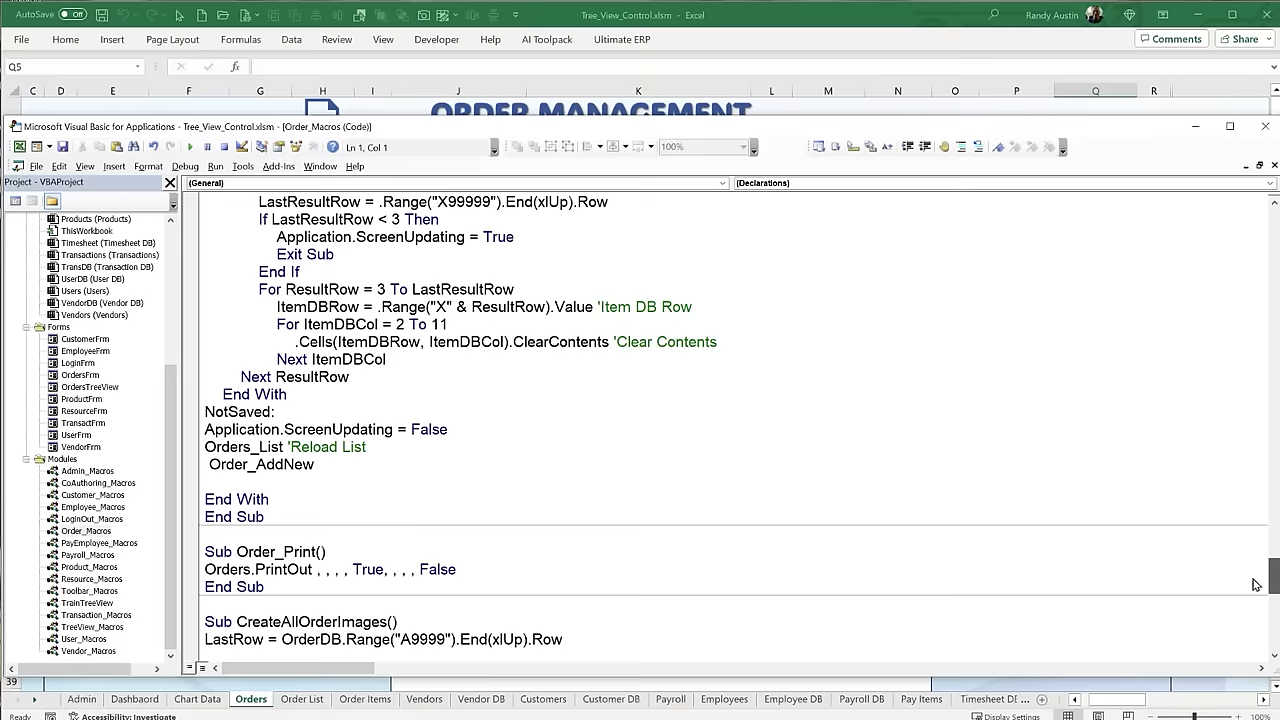 AutoSave Off
Tree_View_Control.xlsm - Excel
Randy Austin
File Home Insert Page Layout Formulas Data Review View Developer Help AI Toolpack Ultimate ERP
Comments Share
Q5 fx
C D E F G H I J K L M N O P Q R
ORDER MANAGEMENT
Microsoft Visual Basic for Applications - Tree_View_Control.xlsm - [Order_Macros (Code)]
Ln 1, Col 1
100%
File Edit View Insert Format Debug Run Tools Add-Ins Window Help
Project - VBAProject
(General) (Declarations)
Products (Products)
ThisWorkbook
Timesheet (Timesheet DB)
Transactions (Transactions)
TransDB (Transaction DB)
UserDB (User DB)
Users (Users)
VendorDB (Vendor DB)
Vendors (Vendors)
Forms
CustomerFrm
EmployeeFrm
LoginFrm
OrdersFrm
OrdersTreeView
ProductFrm
ResourceFrm
TransactFrm
UserFrm
VendorFrm
Modules
Admin_Macros
CoAuthoring_Macros
Customer_Macros
Employee_Macros
LoginOut_Macros
Order_Macros
PayEmployee_Macros
Payroll_Macros
Product_Macros
Resource_Macros
Toolbar_Macros
TrainTreeView
Transaction_Macros
TreeView_Macros
User_Macros
Vendor_Macros
LastResultRow = .Range("X99999").End(xlUp).Row
If LastResultRow < 3 Then
Application.ScreenUpdating = True
Exit Sub
End If
For ResultRow = 3 To LastResultRow
ItemDBRow = .Range("X" & ResultRow).Value 'Item DB Row
For ItemDBCol = 2 To 11
.Cells(ItemDBRow, ItemDBCol).ClearContents 'Clear Contents
Next ItemDBCol
Next ResultRow
End With
NotSaved:
Application.ScreenUpdating = False
Orders_List 'Reload List
Order_AddNew
End With
End Sub
Sub Order_Print()
Orders.PrintOut , , , , True, , , , False
End Sub
Sub CreateAllOrderImages()
LastRow = OrderDB.Range("A9999").End(xlUp).Row
39
Admin Dashbaord Chart Data Orders Order List Order Items Vendors Vendor DB Customers Customer DB Payroll Employees Employee DB Payroll DB Pay Items Timesheet DE ...
Ready Accessibility: Investigate Display Settings 100%